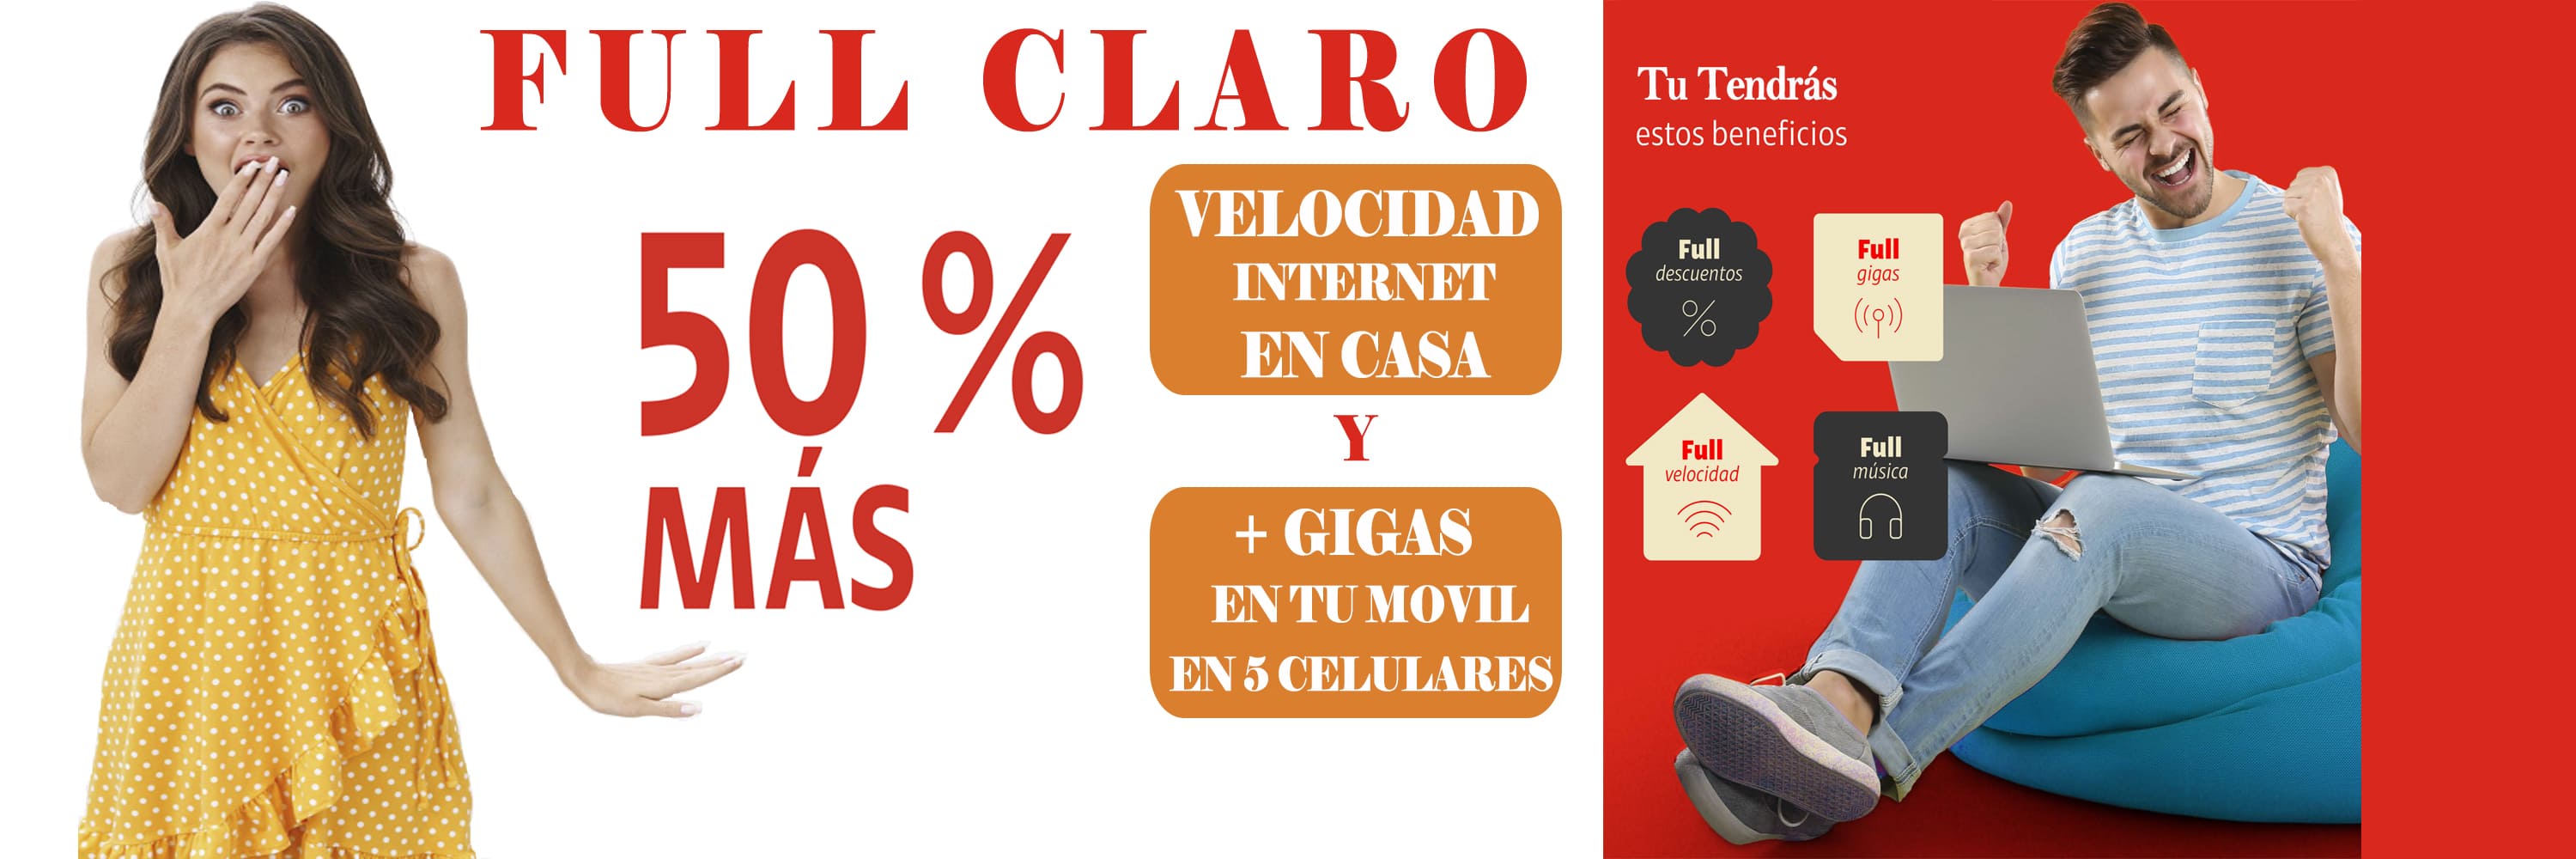 FULL CLARO
50 %
MÁS
VELOCIDAD
INTERNET
EN CASA
Y
+ GIGAS
EN TU MOVIL
EN 5 CELULARES
Tu Tendrás
estos beneficios
Full
descuentos
%
Full
gigas
Full
velocidad
Full
música